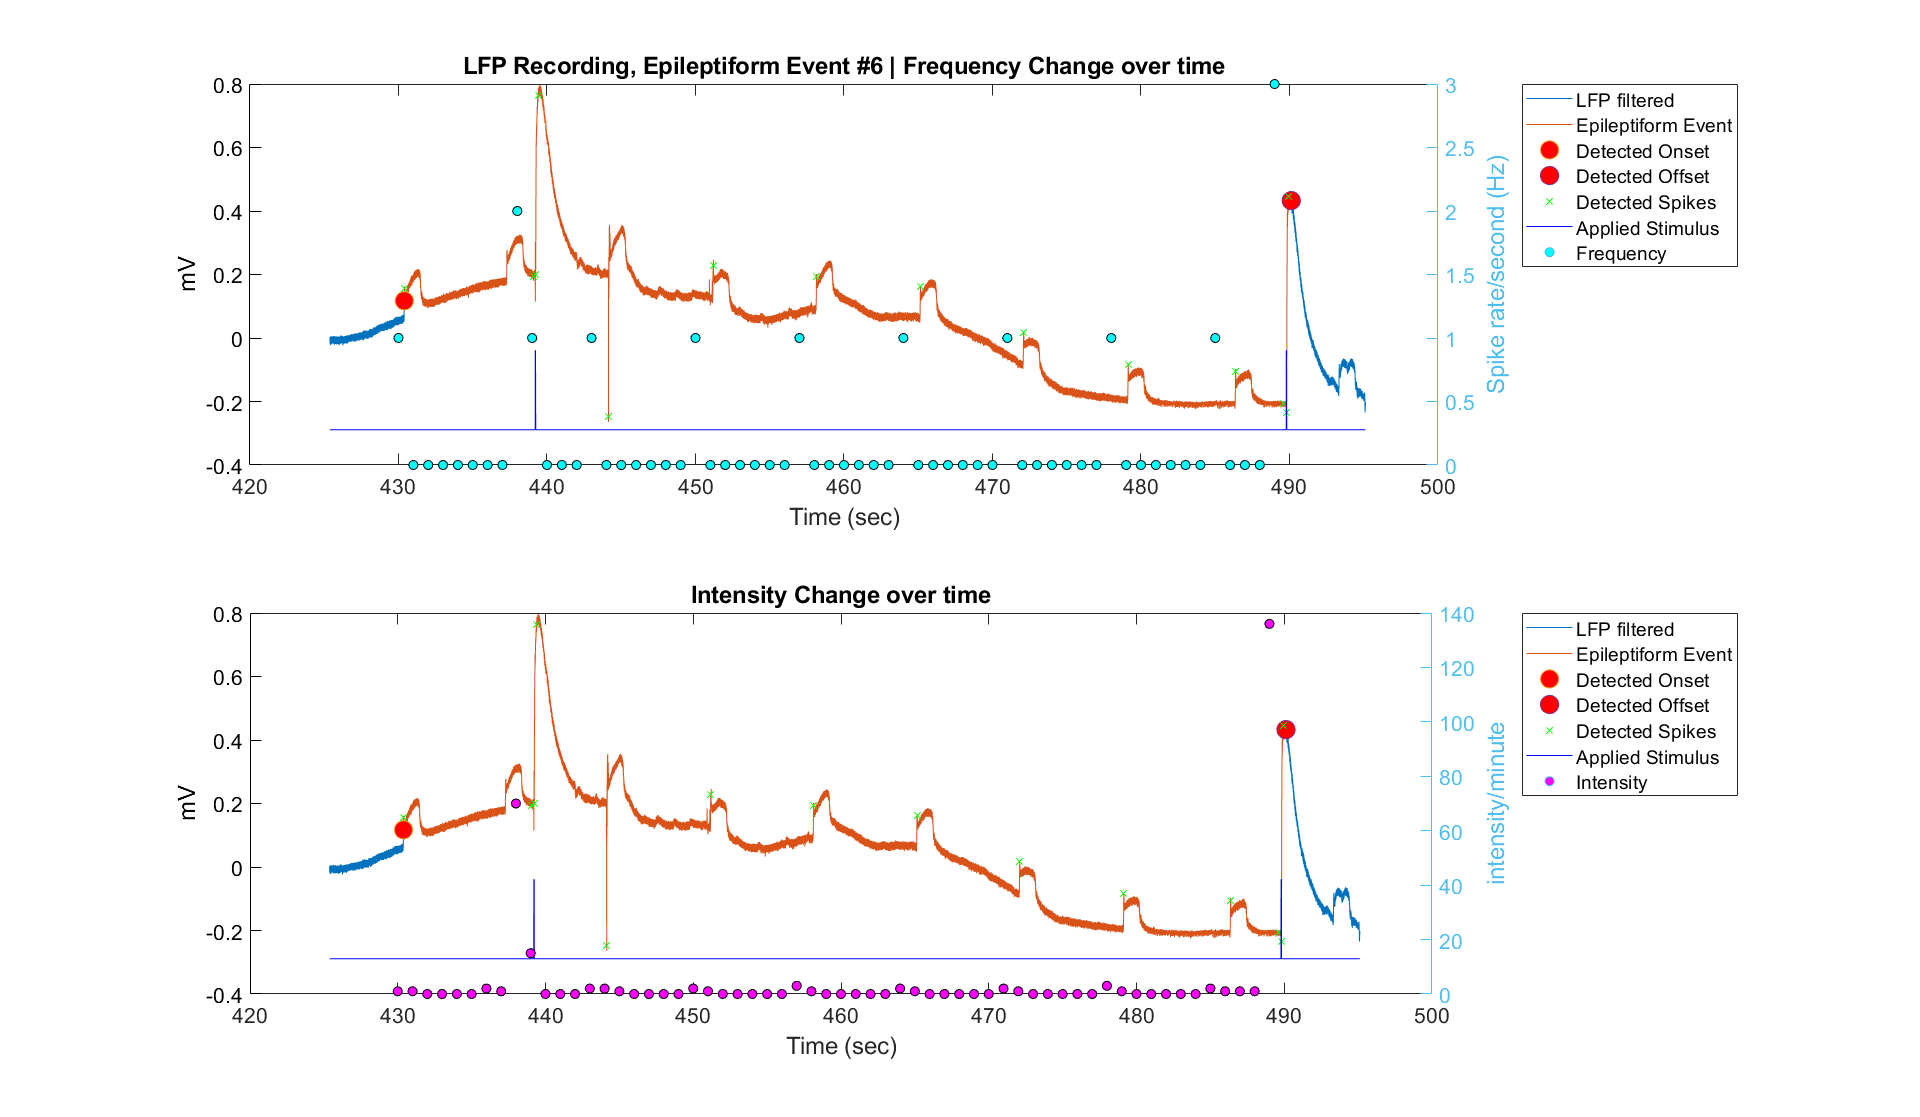 LFP Recording, Epileptiform Event #6 | Frequency Change over time
0.8
0.6
0.4
0.2
0
-0.2
-0.4
mV
420
430
440
450
460
470
480
490
500
Time (sec)
3
2.5
2
1.5
1
0.5
0
Spike rate/second (Hz)
LFP filtered
Epileptiform Event
Detected Onset
Detected Offset
Detected Spikes
Applied Stimulus
Frequency
Intensity Change over time
0.8
0.6
0.4
0.2
0
-0.2
-0.4
mV
420
430
440
450
460
470
480
490
500
Time (sec)
140
120
100
80
60
40
20
0
intensity/minute
LFP filtered
Epileptiform Event
Detected Onset
Detected Offset
Detected Spikes
Applied Stimulus
Intensity